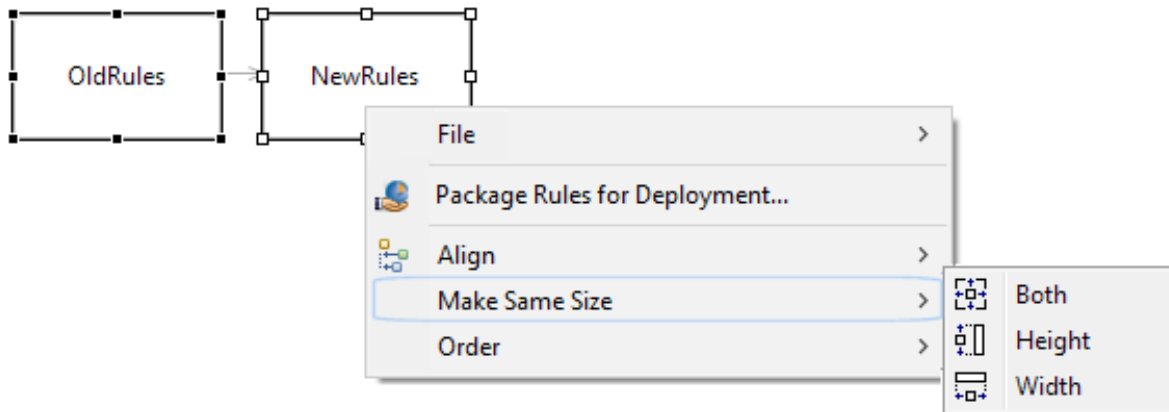 OldRules
NewRules
File
Package Rules for Deployment...
Align
Make Same Size
Order
Both
Height
Width